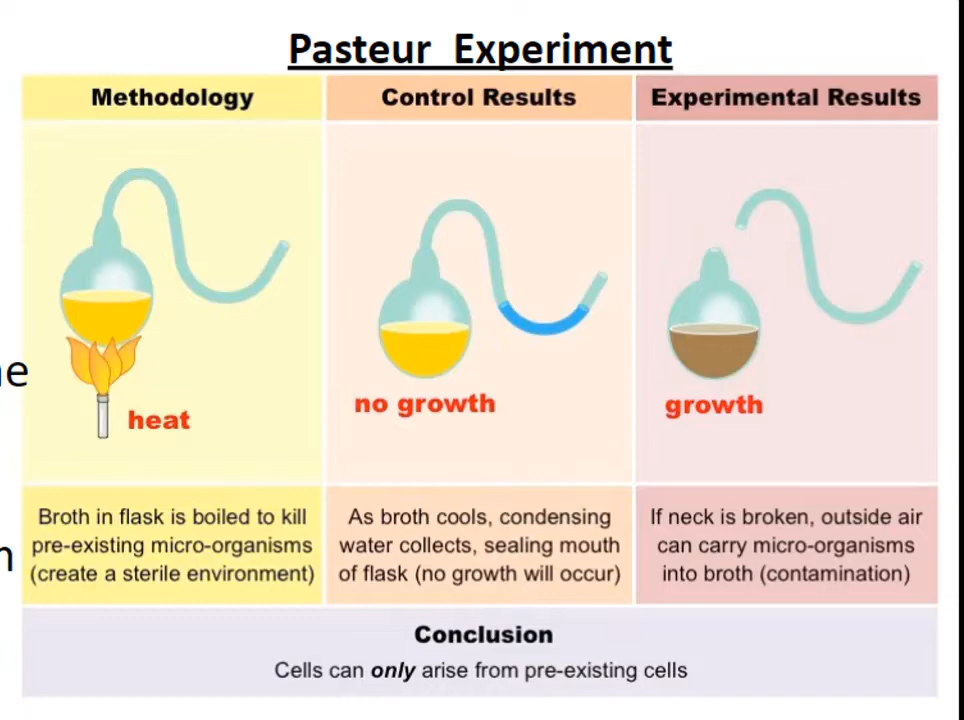 Pasteur Experiment
Methodology
Control Results
Experimental Results
heat
no growth
growth
Broth in flask is boiled to kill
pre-existing micro-organisms
(create a sterile environment)
As broth cools, condensing
water collects, sealing mouth
of flask (no growth will occur)
If neck is broken, outside air
can carry micro-organisms
into broth (contamination)
Conclusion
Cells can only arise from pre-existing cells